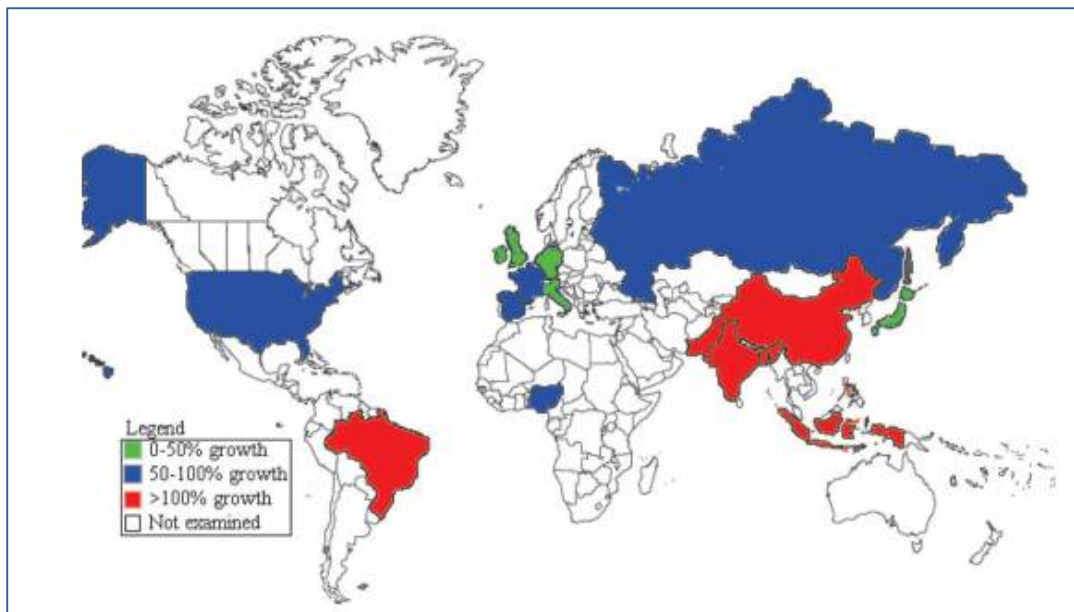 Legend
0-50% growth
50-100% growth
>100% growth
Not examined